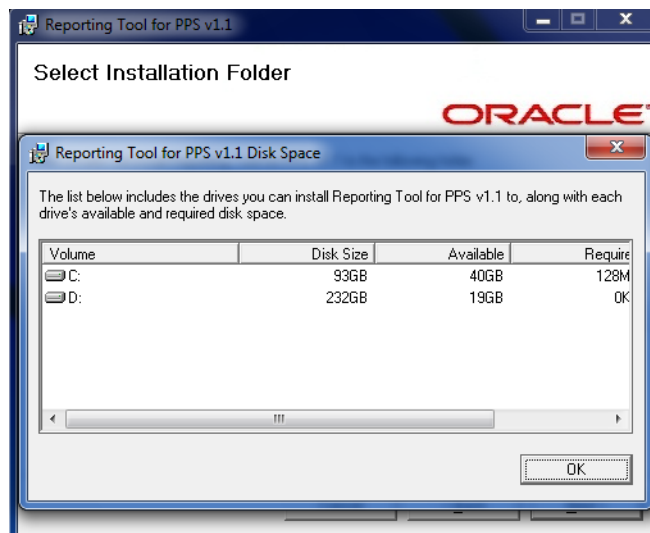 Reporting Tool for PPS v1.1
Select Installation Folder
ORACLE
Reporting Tool for PPS v1.1 Disk Space
The list below includes the drives you can install Reporting Tool for PPS v1.1 to, along with each
drive's available and required disk space.
Volume Disk Size Available Require
C: 93GB 40GB 128M
D: 232GB 19GB 0K
OK